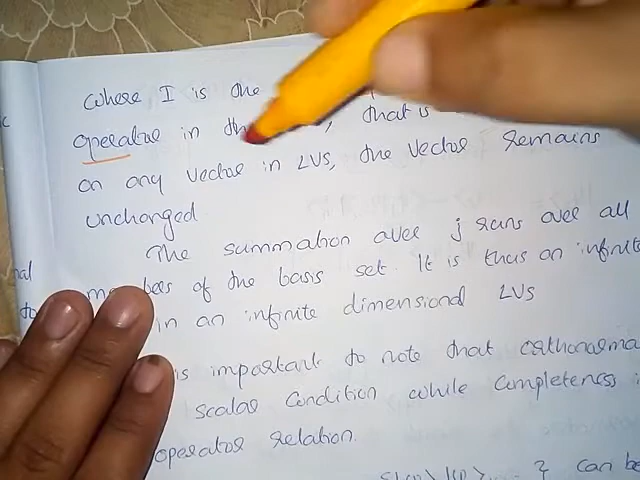 where I is the
operator in the that is
on any vector in LVS, the vector remains
unchanged
The summation over j runs over all
of the basis set. It is thus an infinite
in an infinite dimensional LVS
is important to note that orthonorma
scalar condition while completeness i
operator relation.
can be